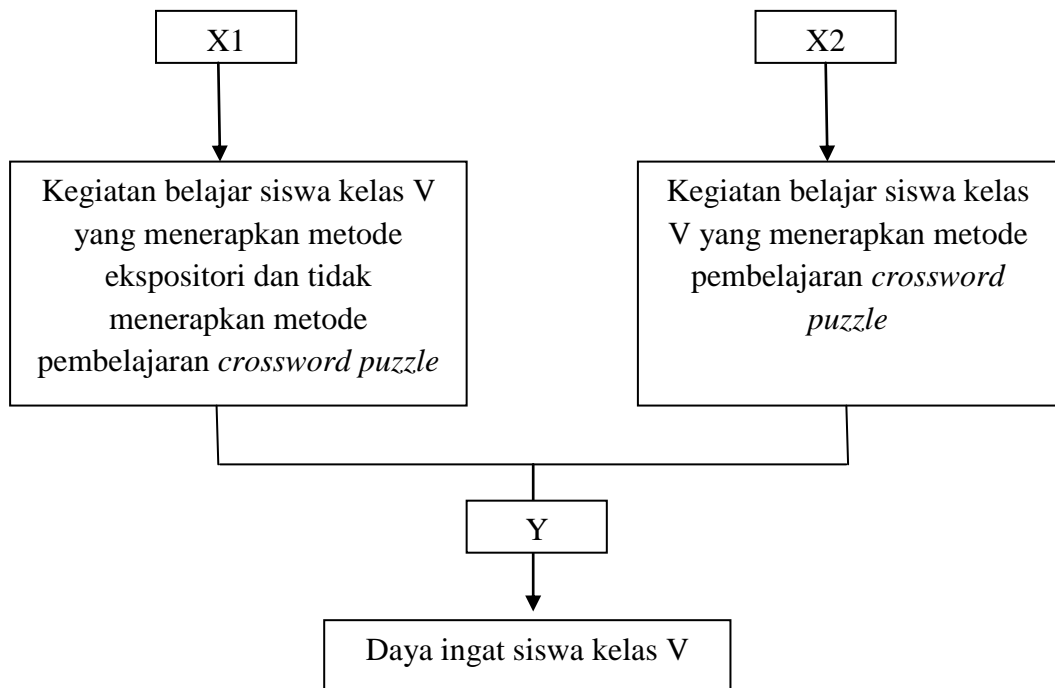 X1
X2
Kegiatan belajar siswa kelas V
yang menerapkan metode
ekspositori dan tidak
menerapkan metode
pembelajaran crossword puzzle
Kegiatan belajar siswa kelas
V yang menerapkan metode
pembelajaran crossword
puzzle
Y
Daya ingat siswa kelas V